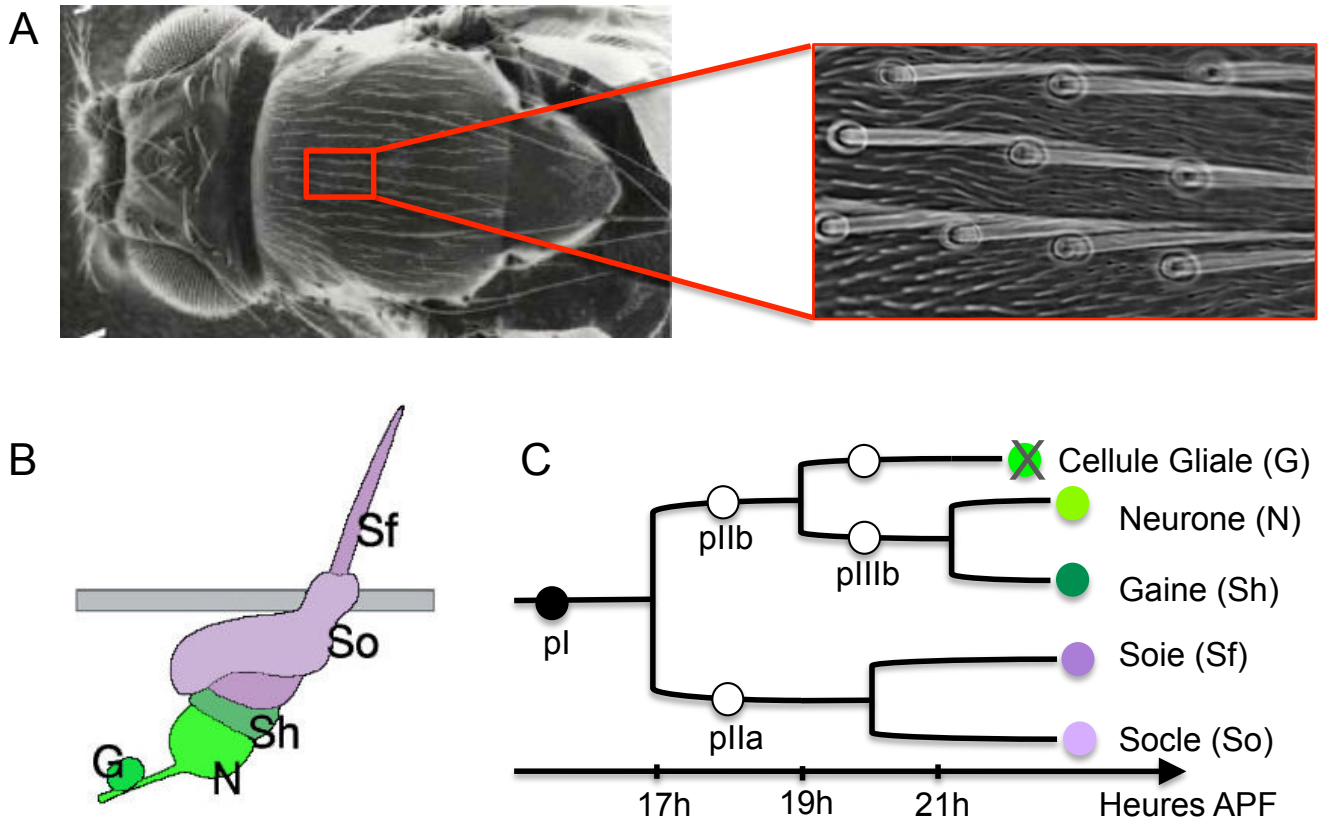 A
B
Sf
So
Sh
G
N
C
Cellule Gliale (G)
pIIb
Neurone (N)
pIIIb
Gaine (Sh)
pI
Soie (Sf)
pIIa
Socle (So)
17h 19h 21h Heures APF